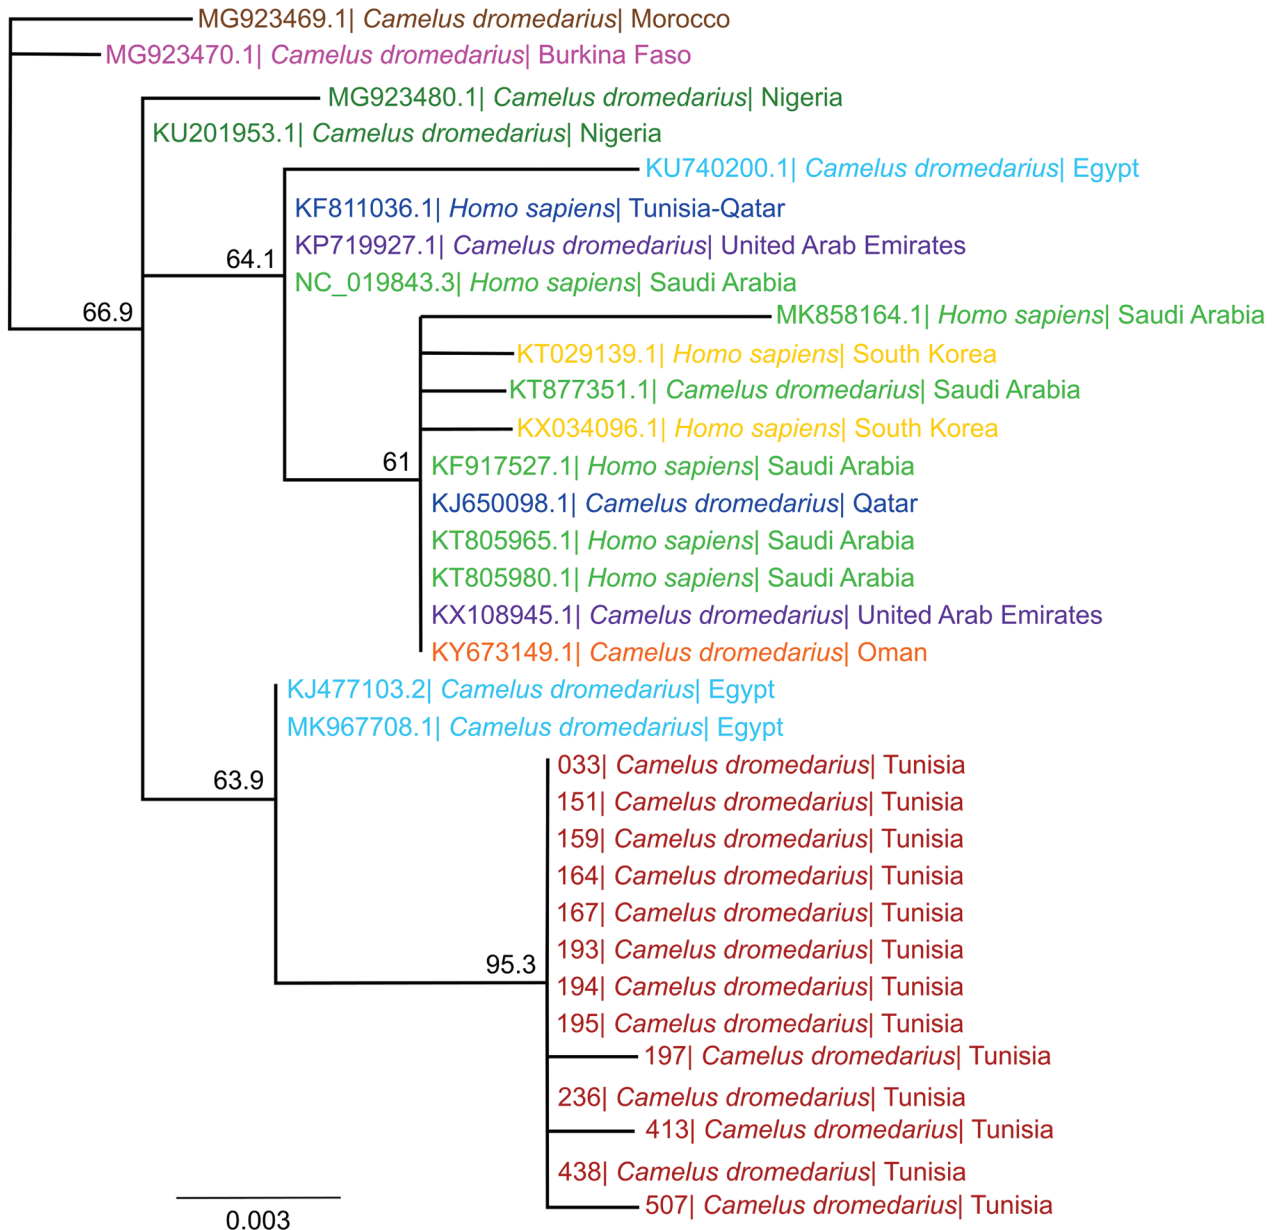 MG923469.1| Camelus dromedarius| Morocco
MG923470.1| Camelus dromedarius| Burkina Faso
MG923480.1| Camelus dromedarius| Nigeria
KU201953.1| Camelus dromedarius| Nigeria
KU740200.1| Camelus dromedarius| Egypt
KF811036.1| Homo sapiens| Tunisia-Qatar
KP719927.1| Camelus dromedarius| United Arab Emirates
64.1
NC_019843.3| Homo sapiens| Saudi Arabia
66.9
MK858164.1| Homo sapiens| Saudi Arabia
KT029139.1| Homo sapiens| South Korea
KT877351.1| Camelus dromedarius| Saudi Arabia
KX034096.1| Homo sapiens| South Korea
61
KF917527.1| Homo sapiens| Saudi Arabia
KJ650098.1| Camelus dromedarius| Qatar
KT805965.1| Homo sapiens| Saudi Arabia
KT805980.1| Homo sapiens| Saudi Arabia
KX108945.1| Camelus dromedarius| United Arab Emirates
KY673149.1| Camelus dromedarius| Oman
KJ477103.2| Camelus dromedarius| Egypt
MK967708.1| Camelus dromedarius| Egypt
033| Camelus dromedarius| Tunisia
63.9
151| Camelus dromedarius| Tunisia
159| Camelus dromedarius| Tunisia
164| Camelus dromedarius| Tunisia
167| Camelus dromedarius| Tunisia
193| Camelus dromedarius| Tunisia
95.3
194| Camelus dromedarius| Tunisia
195| Camelus dromedarius| Tunisia
197| Camelus dromedarius| Tunisia
236| Camelus dromedarius| Tunisia
413| Camelus dromedarius| Tunisia
438| Camelus dromedarius| Tunisia
507| Camelus dromedarius| Tunisia
0.003